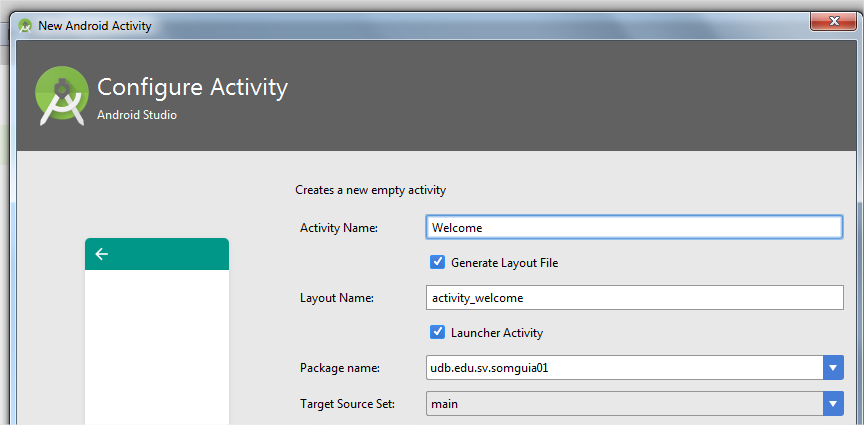 New Android Activity
Configure Activity
Android Studio
Creates a new empty activity
Activity Name: Welcome
Generate Layout File
Layout Name: activity_welcome
Launcher Activity
Package name: udb.edu.sv.somguia01
Target Source Set: main